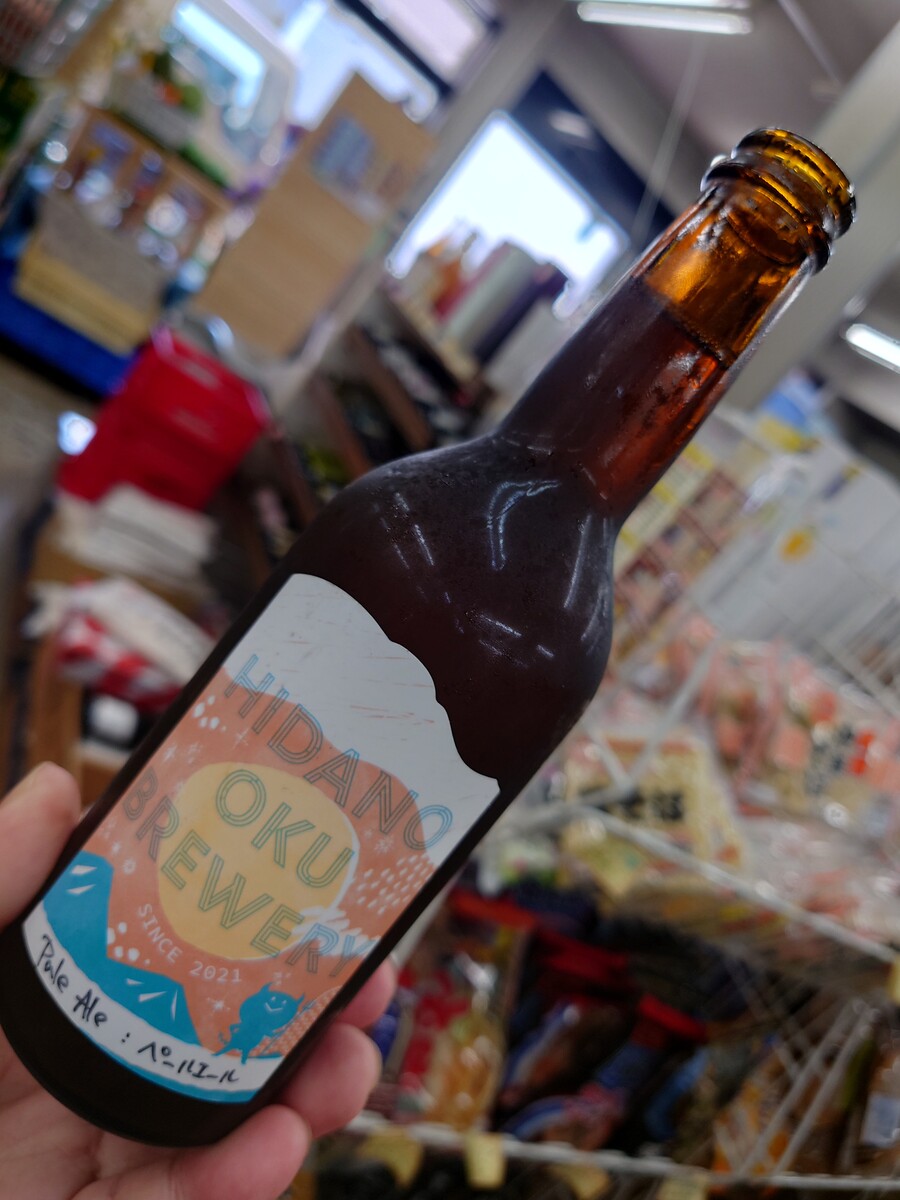 HIDANO
OKU
BREWERY
SINCE 2021
Pale Ale : ペールエール